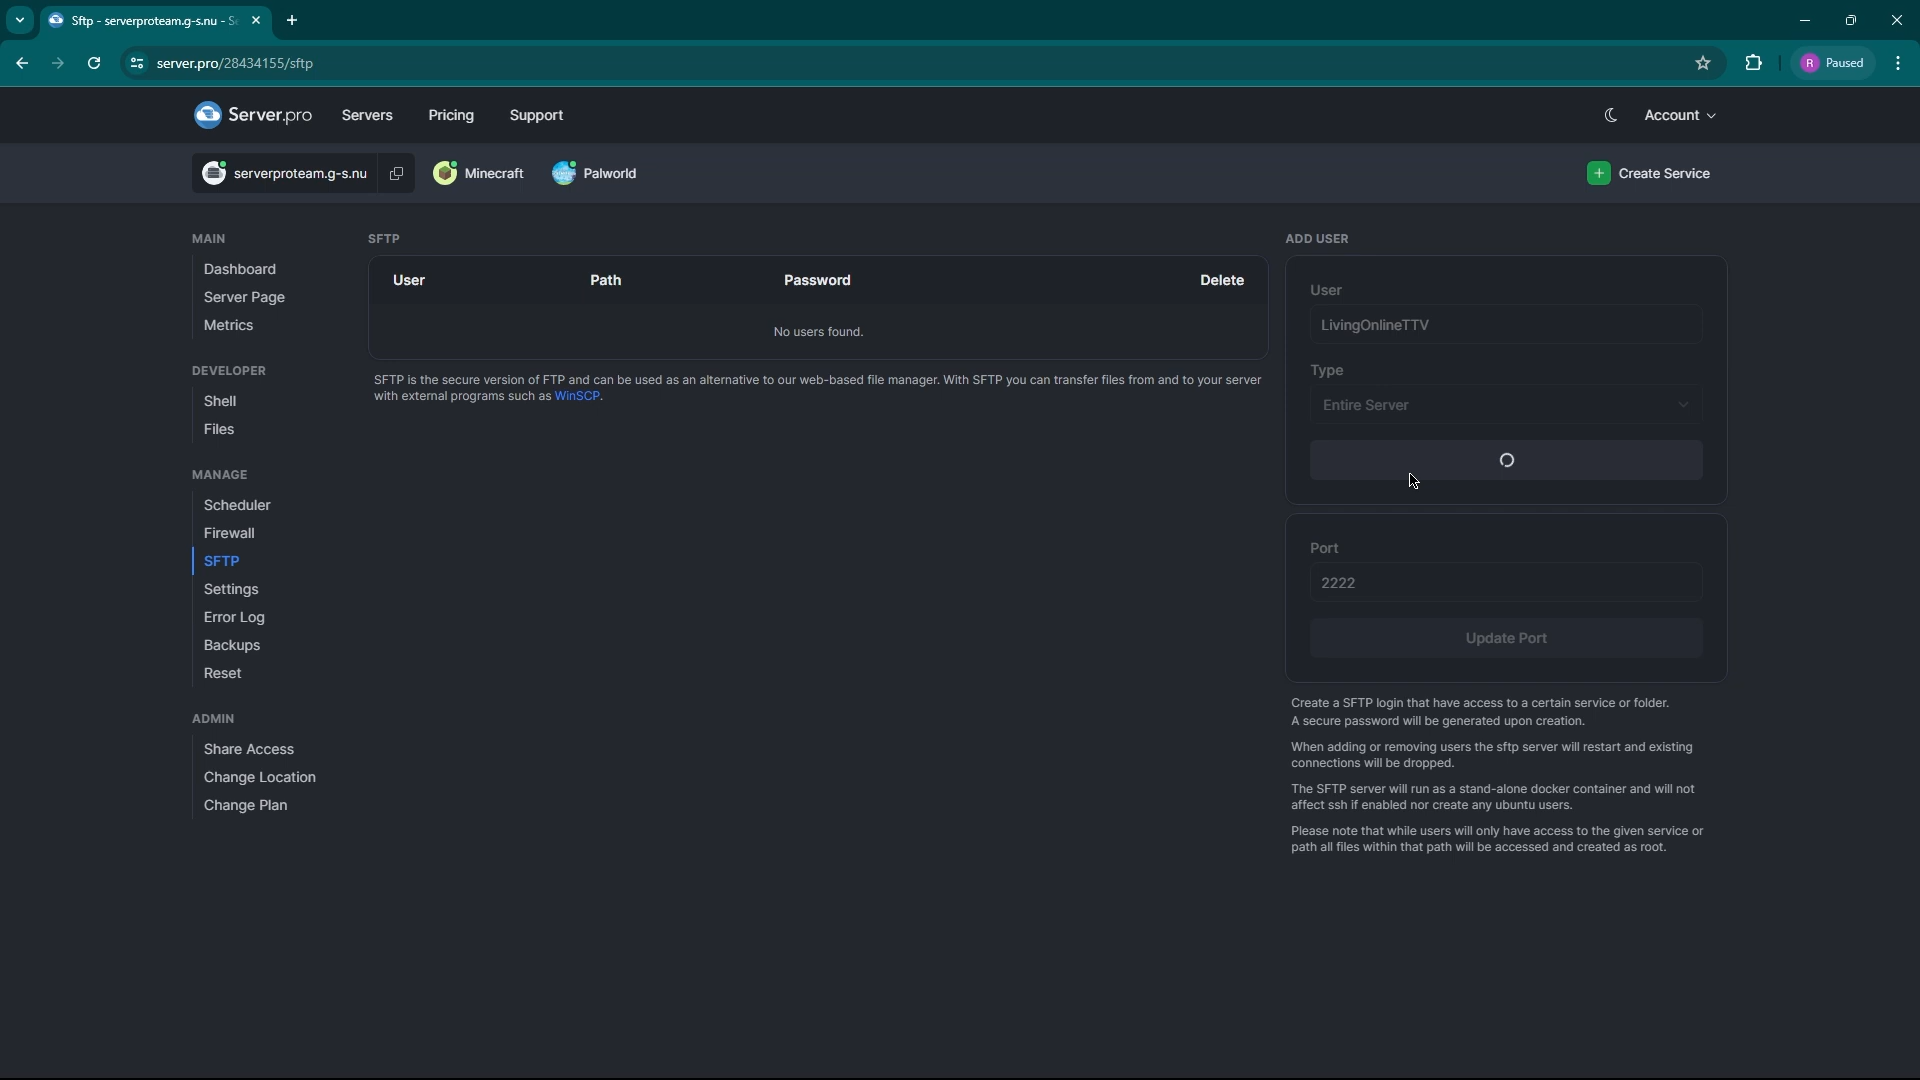 Sftp - serverproteam.g-s.nu - S
server.pro/28434155/sftp
R
Paused
Server.pro
Servers
Pricing
Support
Account
serverproteam.g-s.nu
Minecraft
Palworld
Create Service
MAIN
Dashboard
Server Page
Metrics
DEVELOPER
Shell
Files
MANAGE
Scheduler
Firewall
SFTP
Settings
Error Log
Backups
Reset
ADMIN
Share Access
Change Location
Change Plan
SFTP
User Path Password Delete
No users found.
SFTP is the secure version of FTP and can be used as an alternative to our web-based file manager. With SFTP you can transfer files from and to your server
with external programs such as WinSCP.
ADD USER
User
LivingOnlineTTV
Type
Entire Server
Port
2222
Update Port
Create a SFTP login that have access to a certain service or folder.
A secure password will be generated upon creation.
When adding or removing users the sftp server will restart and existing
connections will be dropped.
The SFTP server will run as a stand-alone docker container and will not
affect ssh if enabled nor create any ubuntu users.
Please note that while users will only have access to the given service or
path all files within that path will be accessed and created as root.